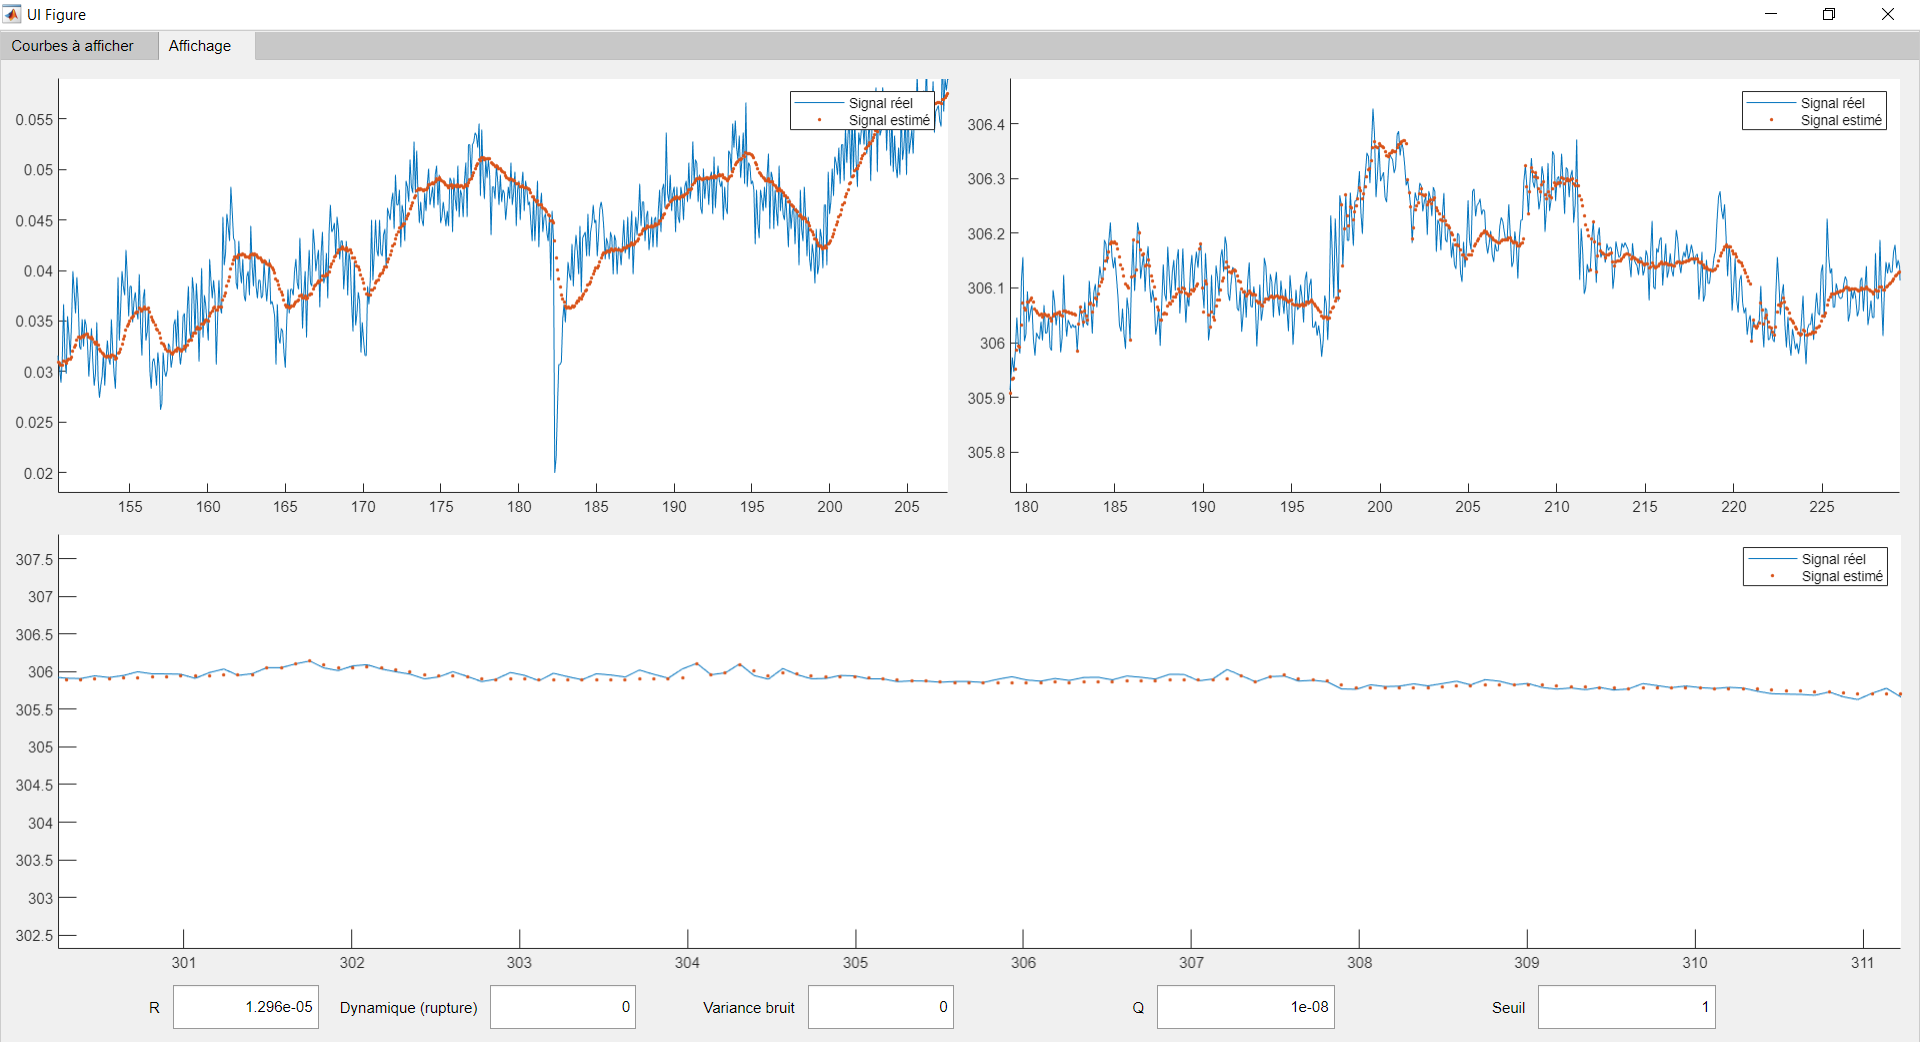 UI Figure
Courbes à afficher
Affichage
Signal réel
Signal estimé
0.055
0.05
0.045
0.04
0.035
0.03
0.025
0.02
155 160 165 170 175 180 185 190 195 200 205
Signal réel
Signal estimé
306.4
306.3
306.2
306.1
306
305.9
305.8
180 185 190 195 200 205 210 215 220 225
Signal réel
Signal estimé
307.5
307
306.5
306
305.5
305
304.5
304
303.5
303
302.5
301 302 303 304 305 306 307 308 309 310 311
R 1.296e-05 Dynamique (rupture) 0 Variance bruit 0 Q 1e-08 Seuil 1